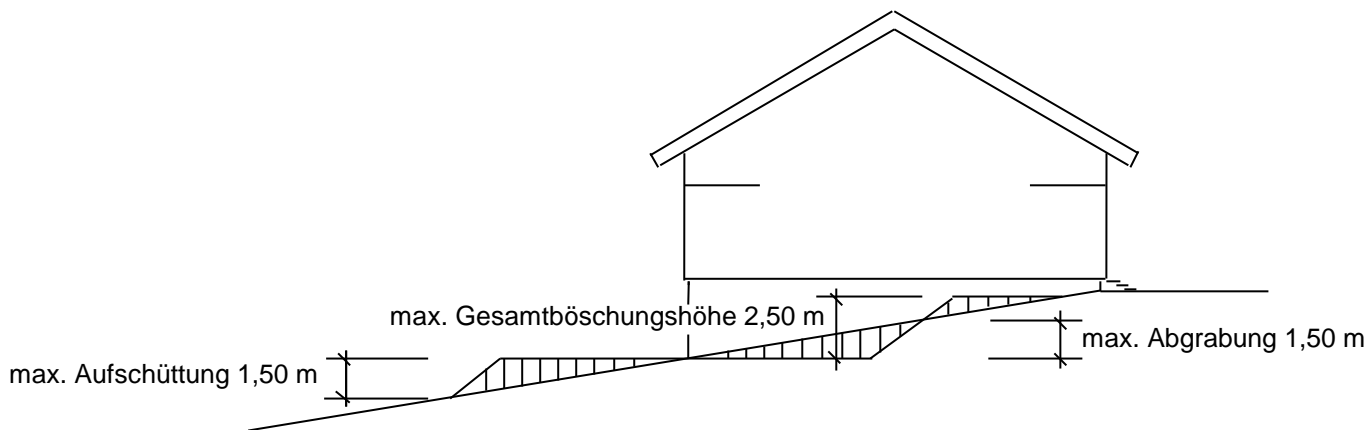 max. Gesamtböschungshöhe 2,50 m
max. Abgrabung 1,50 m
max. Aufschüttung 1,50 m